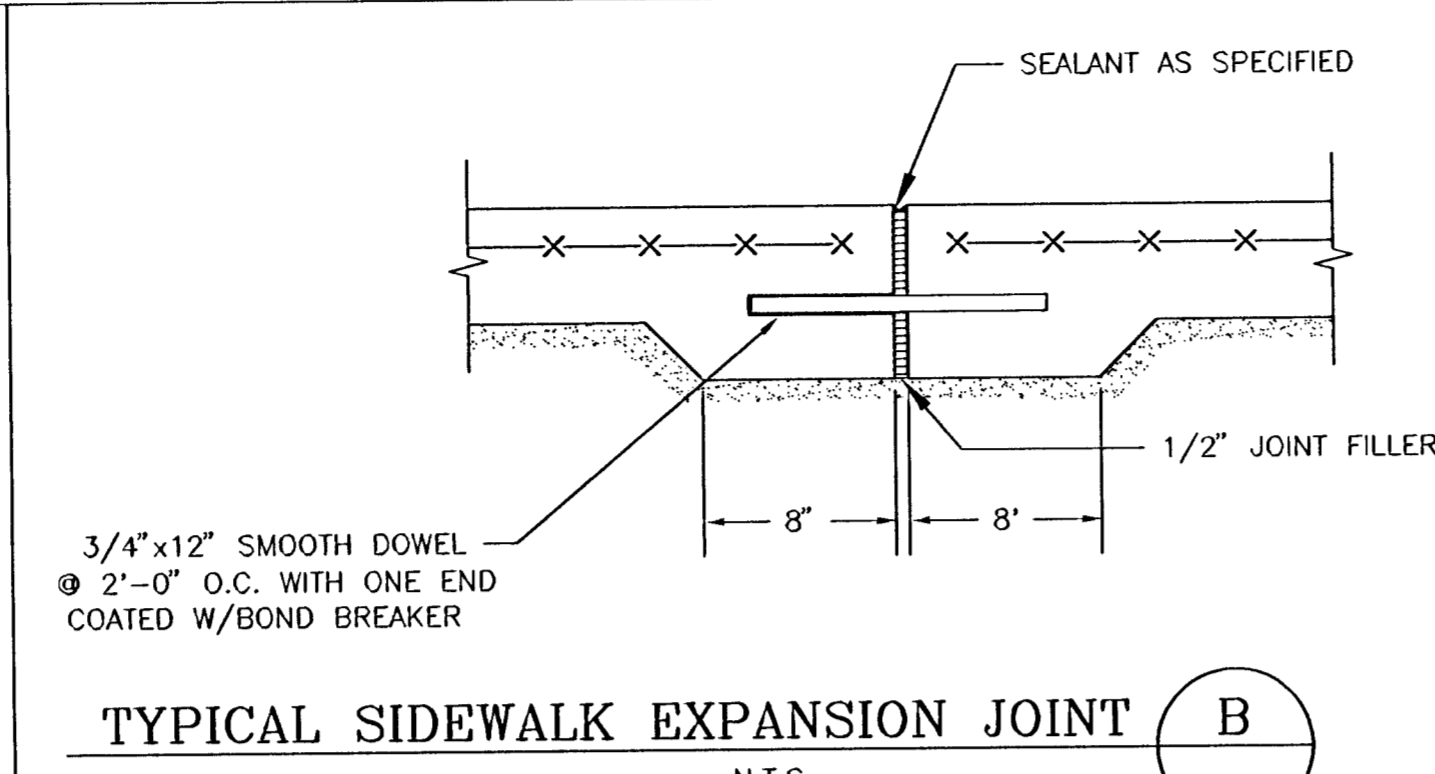 SEALANT AS SPECIFIED
1/2" JOINT FILLER
8"
8'
3/4"x12" SMOOTH DOWEL
@ 2'-0" O.C. WITH ONE END
COATED W/BOND BREAKER
TYPICAL SIDEWALK EXPANSION JOINT
B